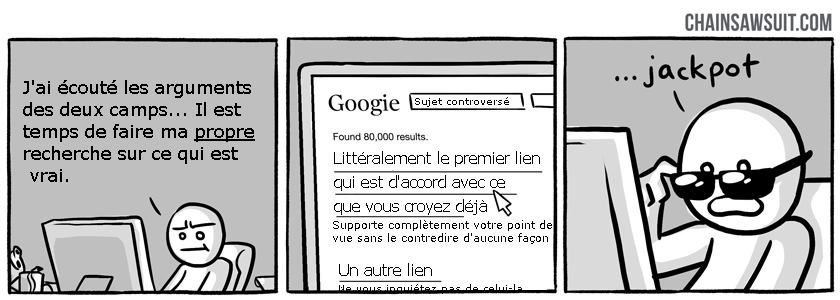 CHAINSAWSUIT.COM
J'ai écouté les arguments
des deux camps... Il est
temps de faire ma propre
recherche sur ce qui est
vrai.
Googie
Sujet controversé
Found 80,000 results.
Littéralement le premier lien
qui est d'accord avec ce
que vous croyez déjà
Supporte complètement votre point de
vue sans le contredire d'aucune façon
Un autre lien
Ne vous inquiétez pas de celui-la
...jackpot